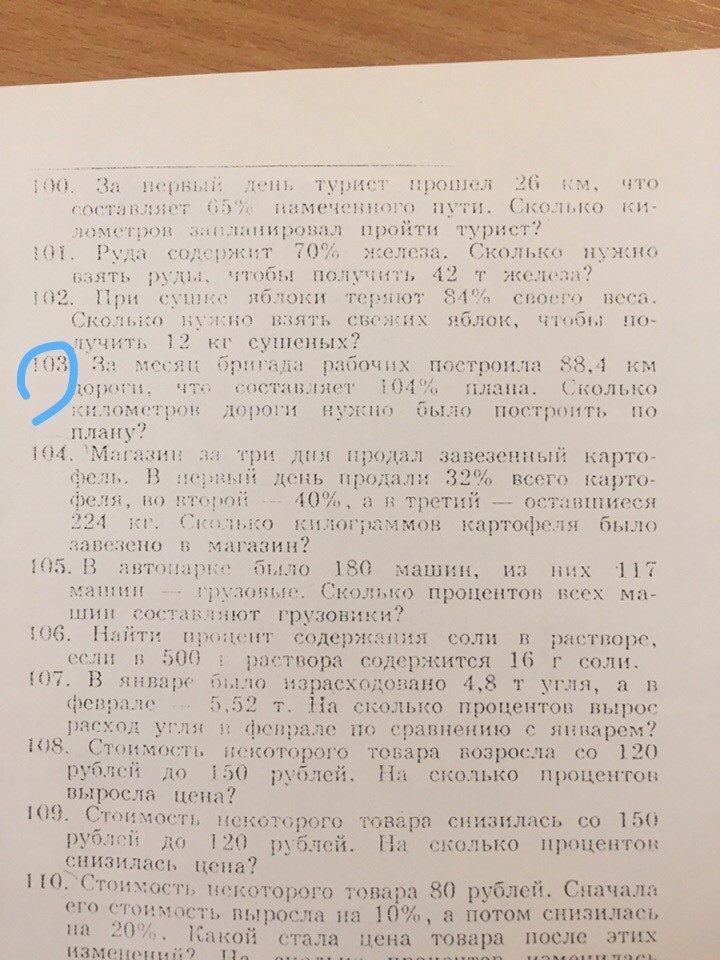 100. За первый день турист прошел 26 км, что
составляет 65% намеченного пути. Сколько ки-
лометров запланировал пройти турист?
101. Руда содержит 70% железа. Сколько нужно
взять руды, чтобы получить 42 т железа?
102. При сушке яблоки теряют 84% своего веса.
Сколько нужно взять свежих яблок, чтобы по-
лучить 12 кг сушеных?
103. За месяц бригада рабочих построила 88,4 км
дороги, что составляет 104% плана. Сколько
километров дороги нужно было построить по
плану?
104. Магазин за три дня продал завезенный карто-
фель. В первый день продали 32% всего карто-
феля, во второй — 40%, а в третий — оставшиеся
224 кг. Сколько килограммов картофеля было
завезено в магазин?
105. В автопарке было 180 машин, из них 117
машин — грузовые. Сколько процентов всех ма-
шин составляют грузовики?
106. Найти процент содержания соли в растворе,
если в 500 г раствора содержится 16 г соли.
107. В январе было израсходовано 4,8 т угля, а в
феврале — 5,52 т. На сколько процентов вырос
расход угля в феврале по сравнению с январем?
108. Стоимость некоторого товара возросла со 120
рублей до 150 рублей. На сколько процентов
выросла цена?
109. Стоимость некоторого товара снизилась со 150
рублей до 120 рублей. На сколько процентов
снизилась цена?
110. Стоимость некоторого товара 80 рублей. Сначала
его стоимость выросла на 10%, а потом снизилась
на 20%. Какой стала цена товара после этих
изменений? На сколько процентов изменилась